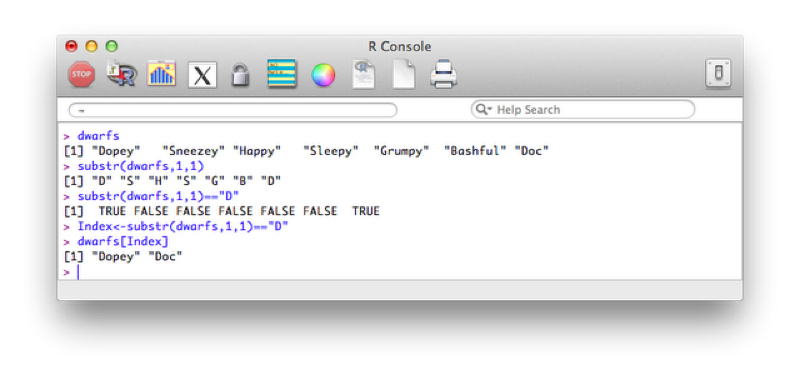 R Console
STOP
R
X
R
~
Help Search
> dwarfs
[1] "Dopey"   "Sneezey" "Happy"   "Sleepy"  "Grumpy"  "Bashful" "Doc"
> substr(dwarfs,1,1)
[1] "D" "S" "H" "S" "G" "B" "D"
> substr(dwarfs,1,1)=="D"
[1]  TRUE FALSE FALSE FALSE FALSE FALSE  TRUE
> Index<-substr(dwarfs,1,1)=="D"
> dwarfs[Index]
[1] "Dopey" "Doc"
>